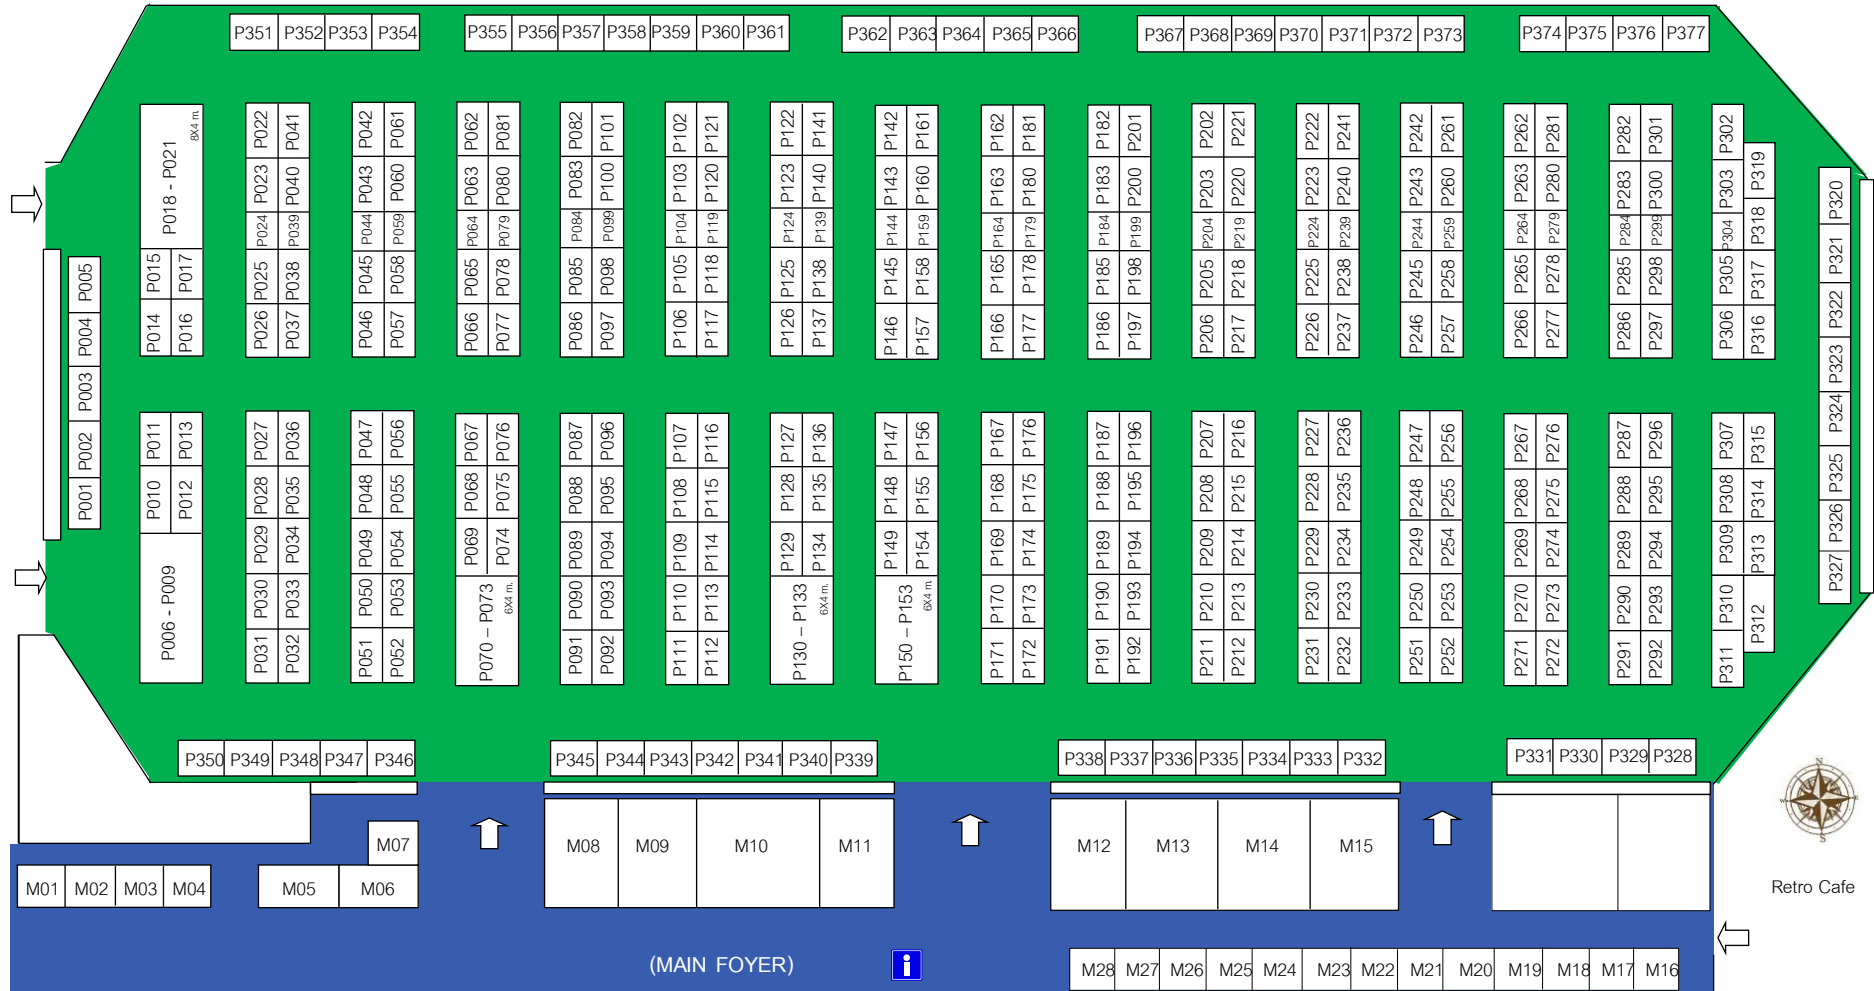 P351 P352 P353 P354 P355 P356 P357 P358 P359 P360 P361 P362 P363 P364 P365 P366 P367 P368 P369 P370 P371 P372 P373 P374 P375 P376 P377
P018 - P021 8X4 m.
P022 P041 P042 P061 P062 P081 P082 P101 P102 P121 P122 P141 P142 P161 P162 P181 P182 P201 P202 P221 P222 P241 P242 P261 P262 P281 P282 P301 P302
P319
P023 P040 P043 P060 P063 P080 P083 P100 P103 P120 P123 P140 P143 P160 P163 P180 P183 P200 P203 P220 P223 P240 P243 P260 P263 P280 P283 P300 P303
P320
P024 P039 P044 P059 P064 P079 P084 P099 P104 P119 P124 P139 P144 P159 P164 P179 P184 P199 P204 P219 P224 P239 P244 P259 P264 P279 P284 P299 P304 P318
P321
P005 P015 P017 P025 P038 P045 P058 P065 P078 P085 P098 P105 P118 P125 P138 P145 P158 P165 P178 P185 P198 P205 P218 P225 P238 P245 P258 P265 P278 P285 P298 P305 P317
P322
P004 P014 P016 P026 P037 P046 P057 P066 P077 P086 P097 P106 P117 P126 P137 P146 P157 P166 P177 P186 P197 P206 P217 P226 P237 P246 P257 P266 P277 P286 P297 P306 P316
P323
P003
P324
P002 P011 P013 P027 P036 P047 P056 P067 P076 P087 P096 P107 P116 P127 P136 P147 P156 P167 P176 P187 P196 P207 P216 P227 P236 P247 P256 P267 P276 P287 P296 P307 P315
P325
P001 P010 P012 P028 P035 P048 P055 P068 P075 P088 P095 P108 P115 P128 P135 P148 P155 P168 P175 P188 P195 P208 P215 P228 P235 P248 P255 P268 P275 P288 P295 P308 P314
P326
P029 P034 P049 P054 P069 P074 P089 P094 P109 P114 P129 P134 P149 P154 P169 P174 P189 P194 P209 P214 P229 P234 P249 P254 P269 P274 P289 P294 P309 P313
P327
P006 - P009
P030 P033 P050 P053 P090 P093 P110 P113 P170 P173 P190 P193 P210 P213 P230 P233 P250 P253 P270 P273 P290 P293 P310 P312
P070 – P073 6X4 m.
P130 – P133 6X4 m.
P150 – P153 6X4 m.
P031 P032 P051 P052 P091 P092 P111 P112 P171 P172 P191 P192 P211 P212 P231 P232 P251 P252 P271 P272 P291 P292 P311
P350 P349 P348 P347 P346 P345 P344 P343 P342 P341 P340 P339 P338 P337 P336 P335 P334 P333 P332 P331 P330 P329 P328
N
W E
S
M07 M08 M09 M10 M11 M12 M13 M14 M15
M01 M02 M03 M04 M05 M06
Retro Cafe
(MAIN FOYER)
i
M28 M27 M26 M25 M24 M23 M22 M21 M20 M19 M18 M17 M16